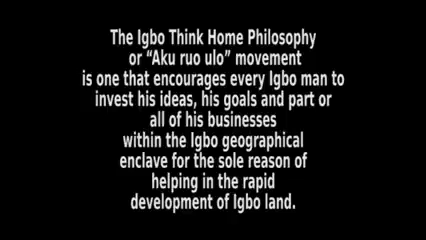 The Igbo Think Home Philosophy
or “Aku ruo ulo” movement
is one that encourages every Igbo man to
invest his ideas, his goals and part or
all of his businesses
within the Igbo geographical
enclave for the sole reason of
helping in the rapid
development of Igbo land.